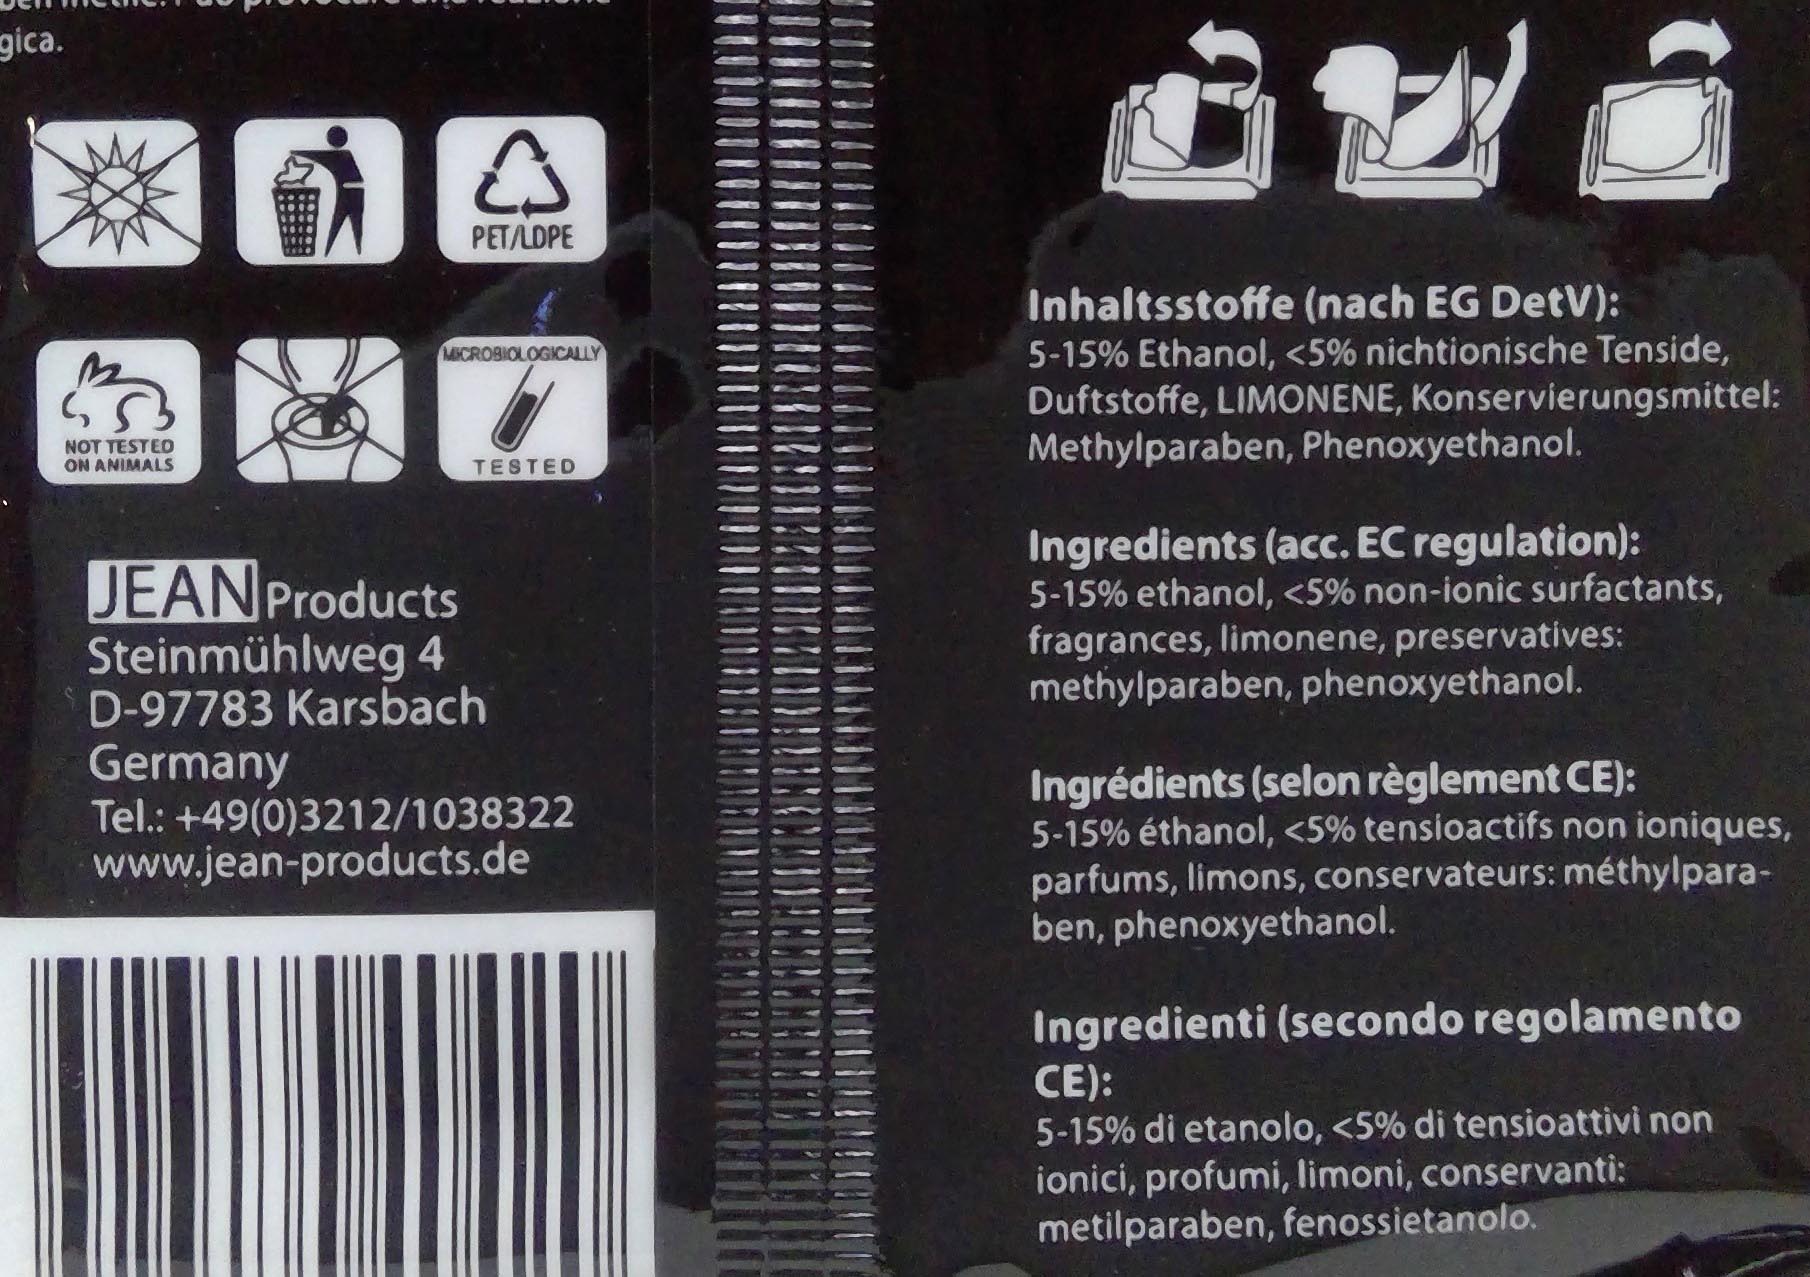 gica.
PET/LDPE
NOT TESTED
ON ANIMALS
MICROBIOLOGICALLY
TESTED
JEAN Products
Steinmühlweg 4
D-97783 Karsbach
Germany
Tel.: +49(0)3212/1038322
www.jean-products.de
Inhaltsstoffe (nach EG DetV):
5-15% Ethanol, <5% nichtionische Tenside,
Duftstoffe, LIMONENE, Konservierungsmittel:
Methylparaben, Phenoxyethanol.
Ingredients (acc. EC regulation):
5-15% ethanol, <5% non-ionic surfactants,
fragrances, limonene, preservatives:
methylparaben, phenoxyethanol.
Ingrédients (selon règlement CE):
5-15% éthanol, <5% tensioactifs non ioniques,
parfums, limons, conservateurs: méthylpara-
ben, phenoxyethanol.
Ingredienti (secondo regolamento
CE):
5-15% di etanolo, <5% di tensioattivi non
ionici, profumi, limoni, conservanti:
metilparaben, fenossietanolo.